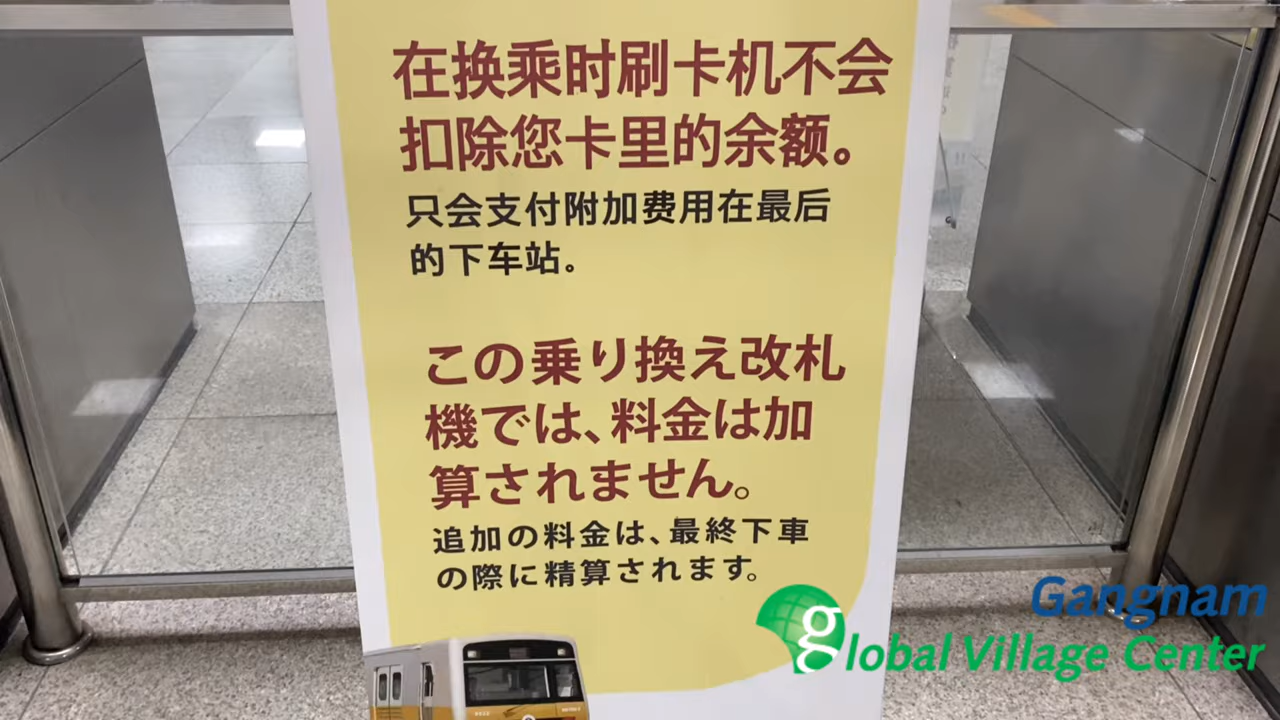 在换乘时刷卡机不会
扣除您卡里的余额。
只会支付附加费用在最后
的下车站。
この乗り換え改札
機では、料金は加
算されません。
追加の料金は、最終下車
の際に精算されます。
Gangnam
global Village Center